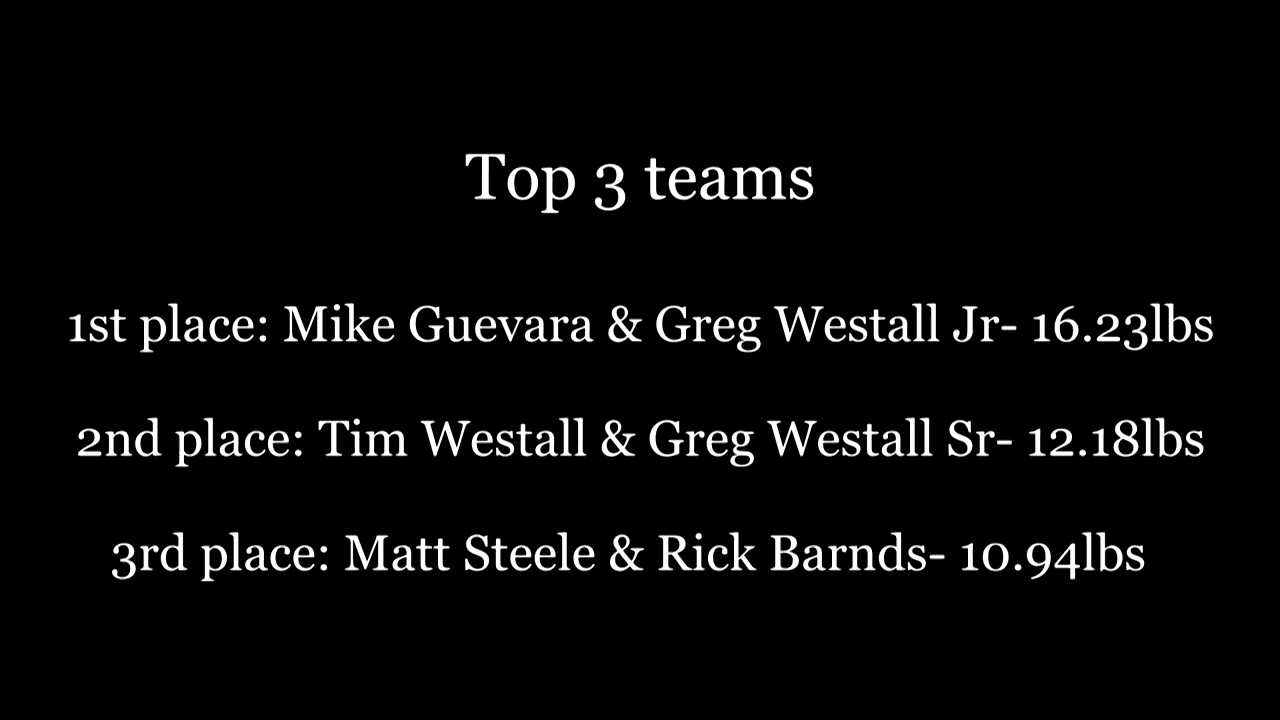 Top 3 teams
1st place: Mike Guevara & Greg Westall Jr- 16.23lbs
2nd place: Tim Westall & Greg Westall Sr- 12.18lbs
3rd place: Matt Steele & Rick Barnds- 10.94lbs